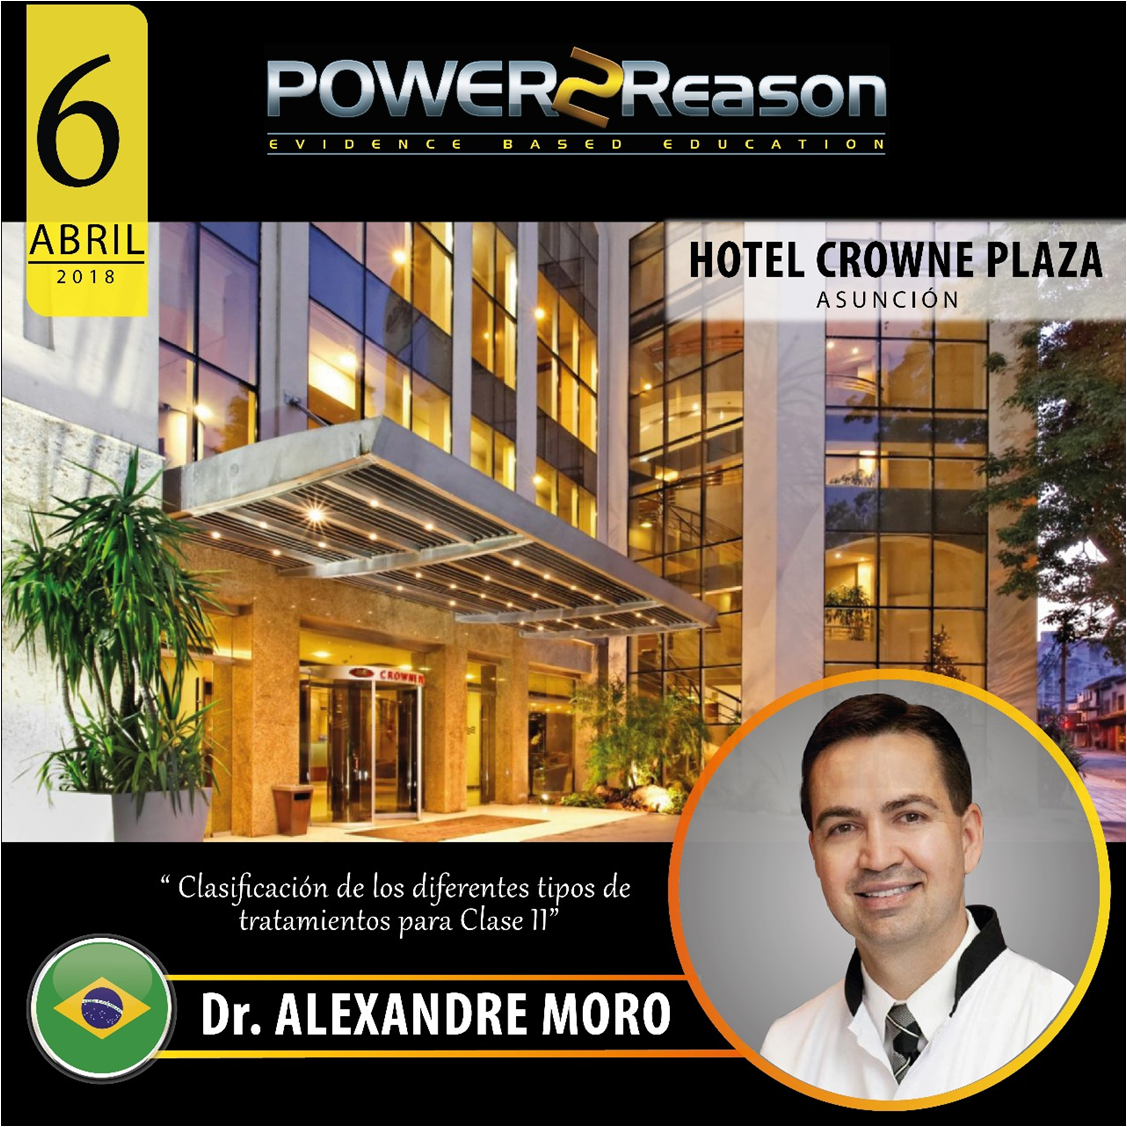 6
ABRIL
2018
POWER2Reason
EVIDENCE BASED EDUCATION
HOTEL CROWNE PLAZA
ASUNCIÓN
CROWNE
“ Clasificación de los diferentes tipos de
tratamientos para Clase II”
Dr. ALEXANDRE MORO